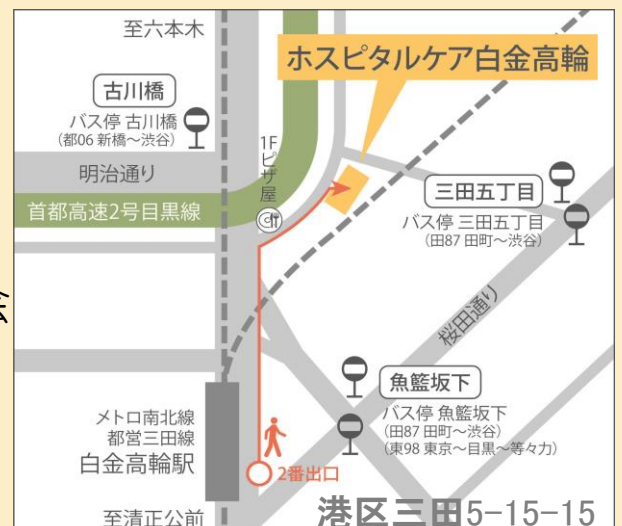 至六本木
ホスピタルケア白金高輪
古川橋
バス停 古川橋
(都06 新橋~渋谷)
明治通り
首都高速2号目黒線
1Fピザ屋
三田五丁目
バス停 三田五丁目
(田87 田町~渋谷)
桜田通り
魚籃坂下
バス停 魚籃坂下
(田87 田町~渋谷)
(東98 東京~目黒~等々力)
メトロ南北線
都営三田線
白金高輪駅
2番出口
至清正公前
港区三田5-15-15